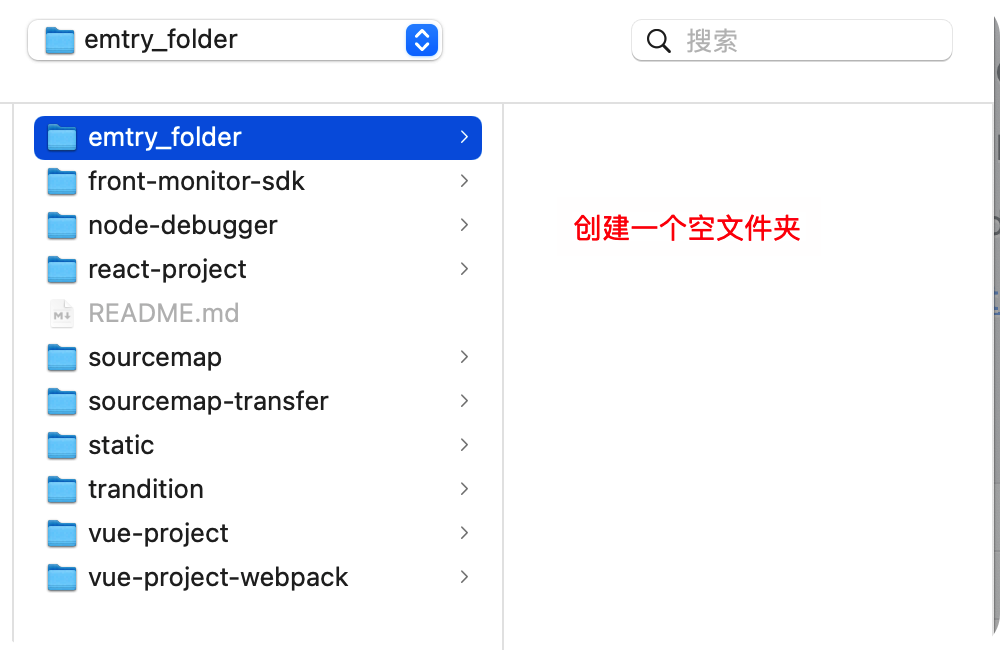 emtry_folder
搜索
emtry_folder
front-monitor-sdk
创建一个空文件夹
node-debugger
react-project
README.md
sourcemap
sourcemap-transfer
static
trandition
vue-project
vue-project-webpack